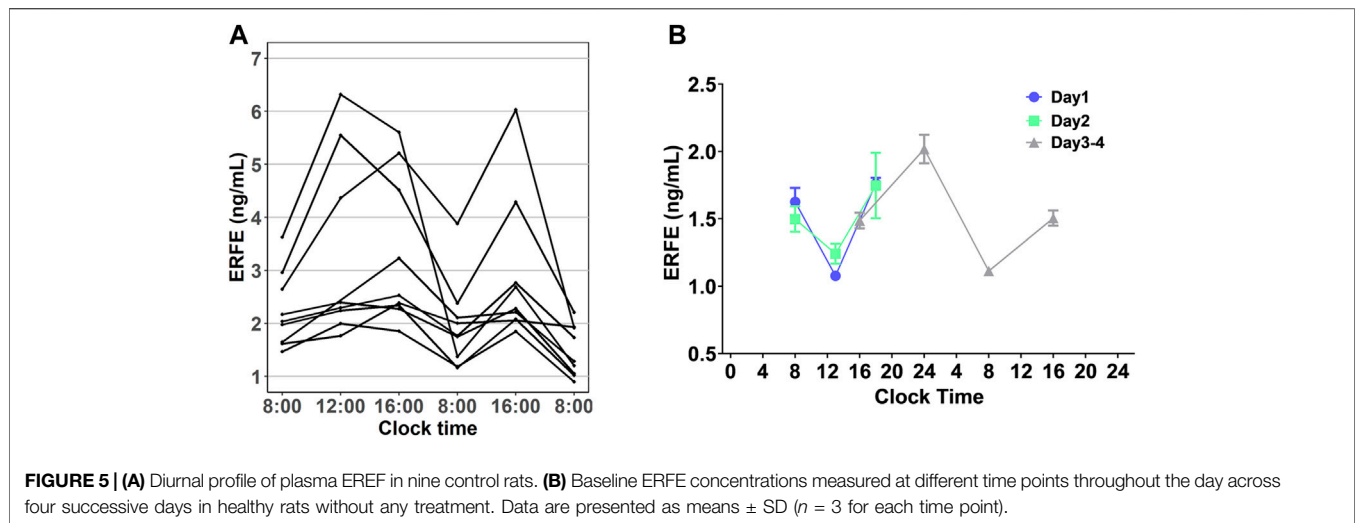 A
7
6
5
4
3
2
1
ERFE (ng/mL)
8:00 12:00 16:00 8:00 16:00 8:00
Clock time
B
2.5
2.0
1.5
1.0
0.5
ERFE (ng/mL)
Day1
Day2
Day3-4
0 4 8 12 16 20 24 4 8 16 20 24
Clock Time
FIGURE 5 | (A) Diurnal profile of plasma EREF in nine control rats. (B) Baseline ERFE concentrations measured at different time points throughout the day across
four successive days in healthy rats without any treatment. Data are presented as means ± SD (n = 3 for each time point).